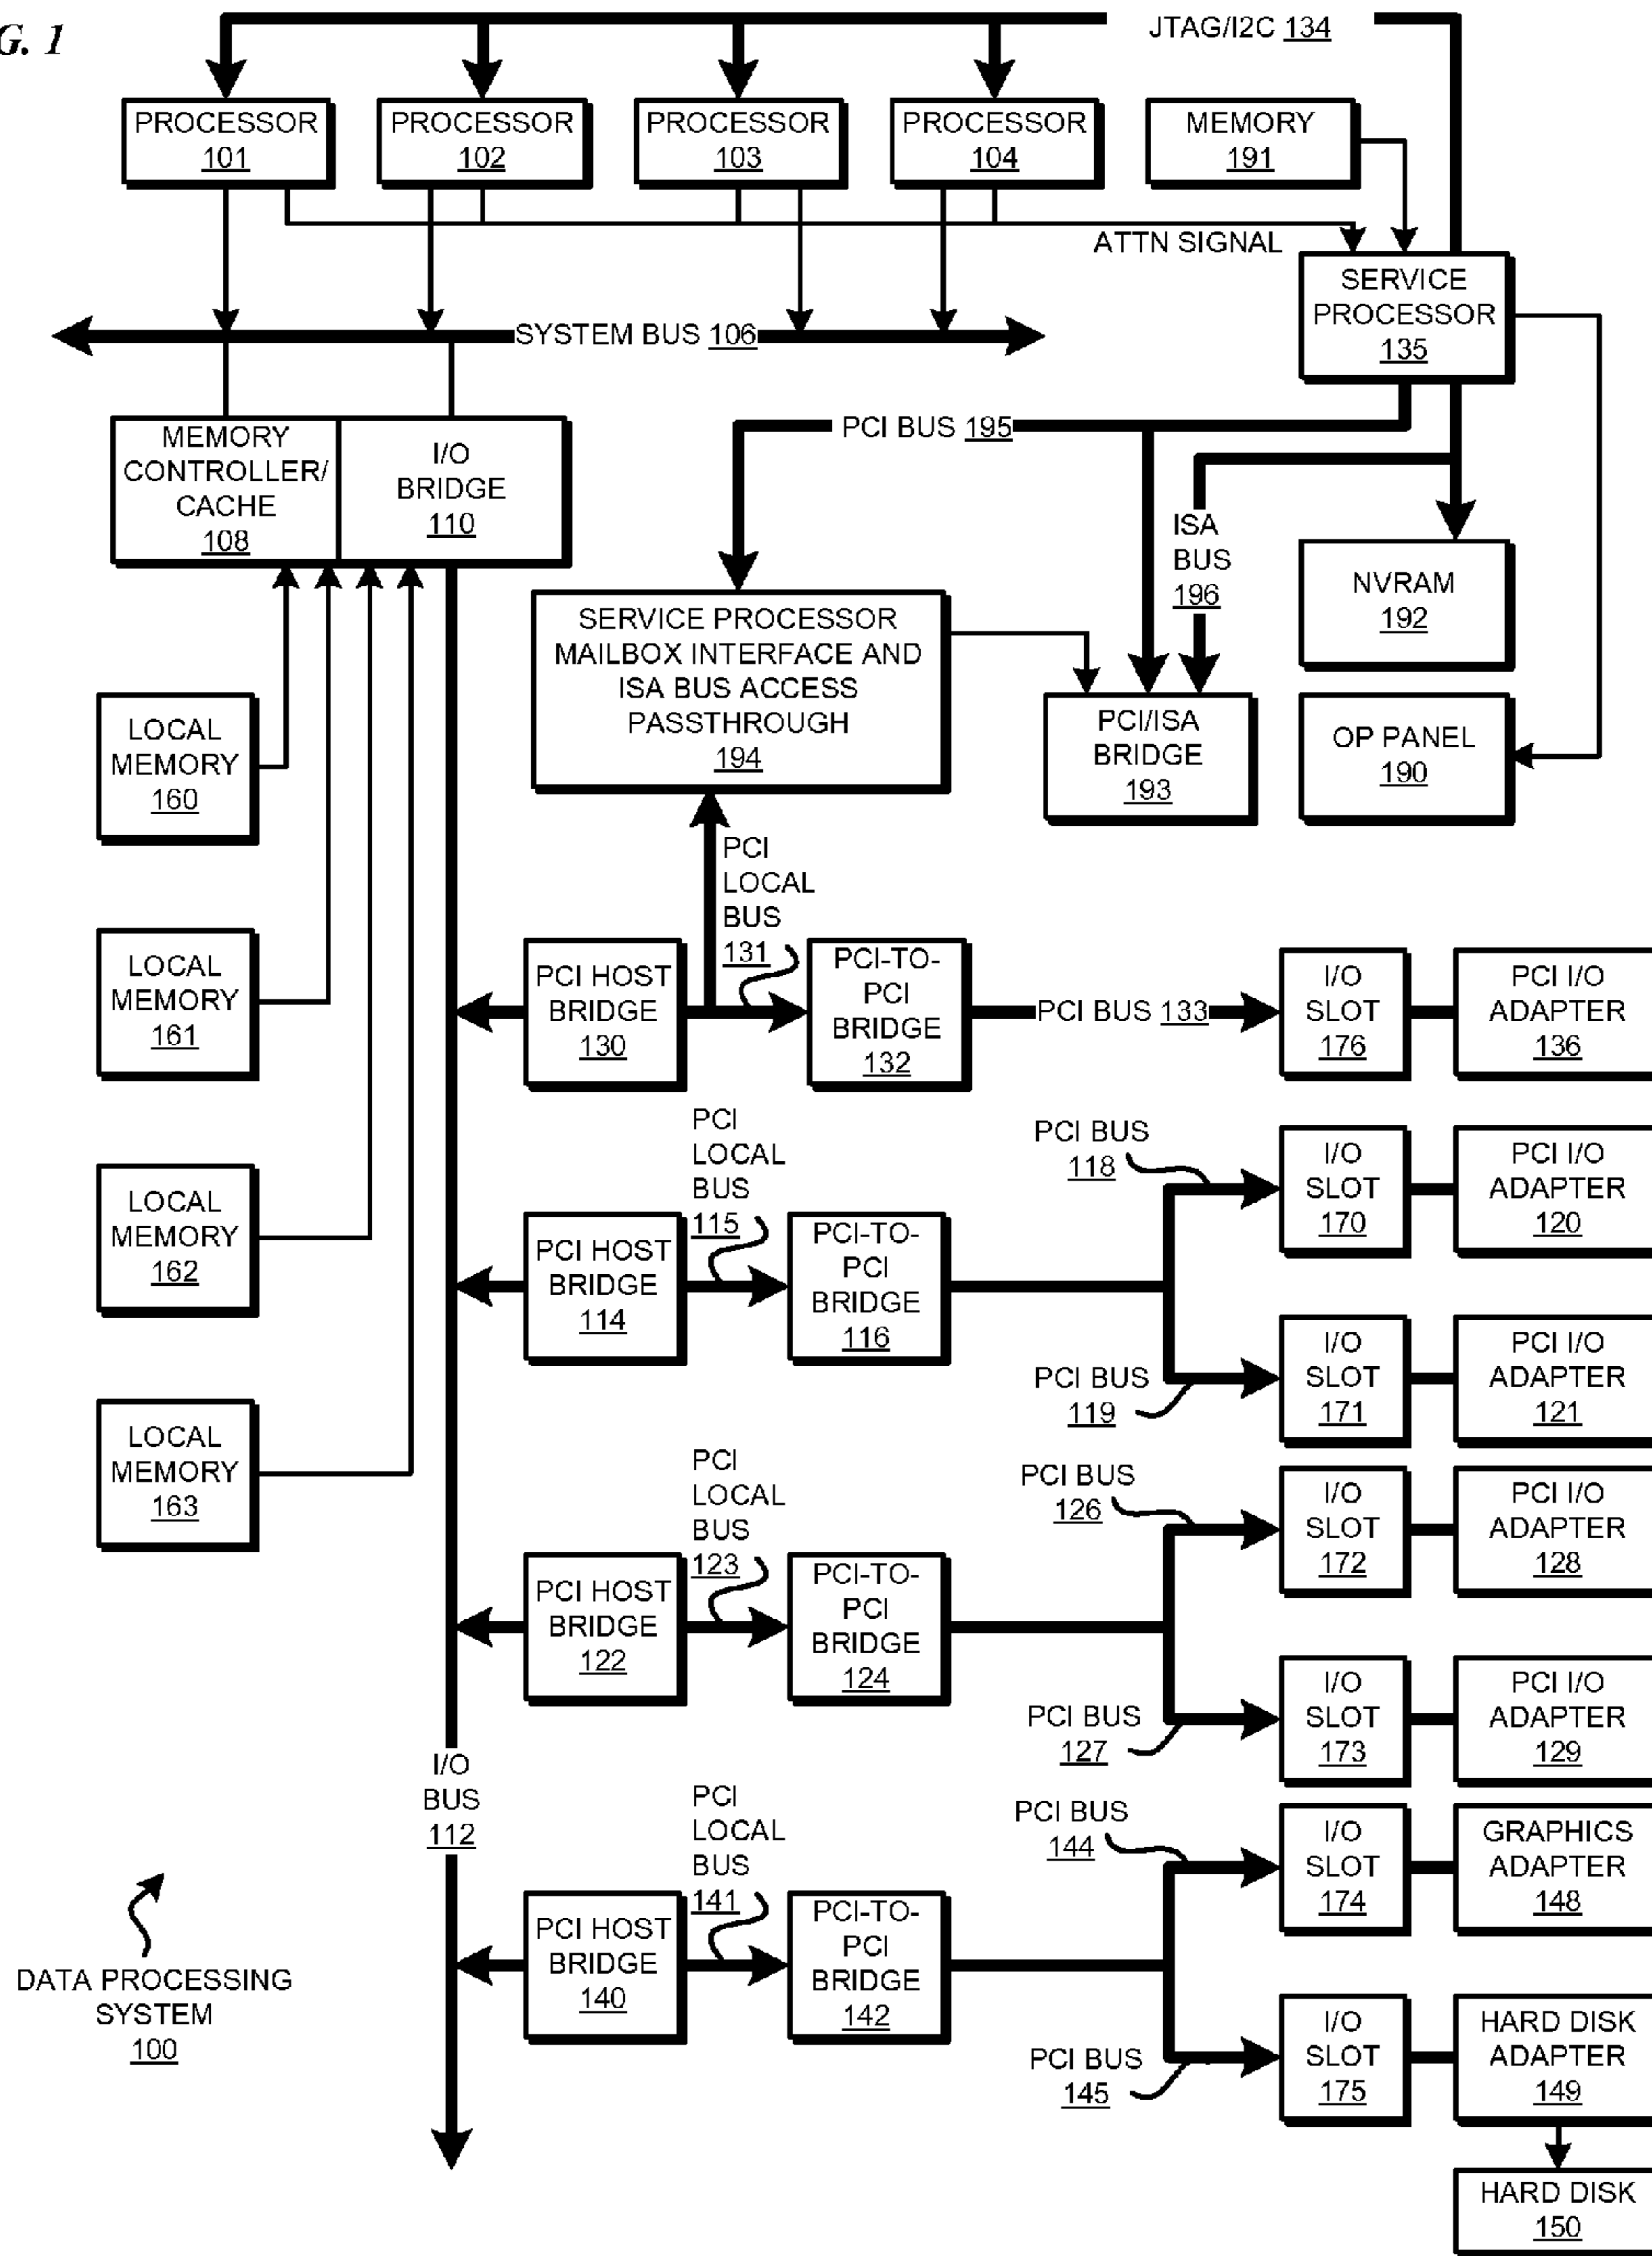 G. 1
JTAG/I2C 134
PROCESSOR
101
PROCESSOR
102
PROCESSOR
103
PROCESSOR
104
MEMORY
191
ATTN SIGNAL
SERVICE
PROCESSOR
135
SYSTEM BUS 106
MEMORY
CONTROLLER/
CACHE
108
I/O
BRIDGE
110
PCI BUS 195
ISA
BUS
196
NVRAM
192
SERVICE PROCESSOR
MAILBOX INTERFACE AND
ISA BUS ACCESS
PASSTHROUGH
194
PCI/ISA
BRIDGE
193
OP PANEL
190
LOCAL
MEMORY
160
LOCAL
MEMORY
161
LOCAL
MEMORY
162
LOCAL
MEMORY
163
PCI
LOCAL
BUS
131
PCI HOST
BRIDGE
130
PCI-TO-
PCI
BRIDGE
132
PCI BUS 133
I/O
SLOT
176
PCI I/O
ADAPTER
136
PCI
LOCAL
BUS
115
PCI HOST
BRIDGE
114
PCI-TO-
PCI
BRIDGE
116
PCI BUS
118
I/O
SLOT
170
PCI I/O
ADAPTER
120
PCI BUS
119
I/O
SLOT
171
PCI I/O
ADAPTER
121
PCI
LOCAL
BUS
123
PCI HOST
BRIDGE
122
PCI-TO-
PCI
BRIDGE
124
PCI BUS
126
I/O
SLOT
172
PCI I/O
ADAPTER
128
PCI BUS
127
I/O
SLOT
173
PCI I/O
ADAPTER
129
I/O
BUS
112
PCI
LOCAL
BUS
141
PCI HOST
BRIDGE
140
PCI-TO-
PCI
BRIDGE
142
PCI BUS
144
I/O
SLOT
174
GRAPHICS
ADAPTER
148
PCI BUS
145
I/O
SLOT
175
HARD DISK
ADAPTER
149
HARD DISK
150
DATA PROCESSING
SYSTEM
100